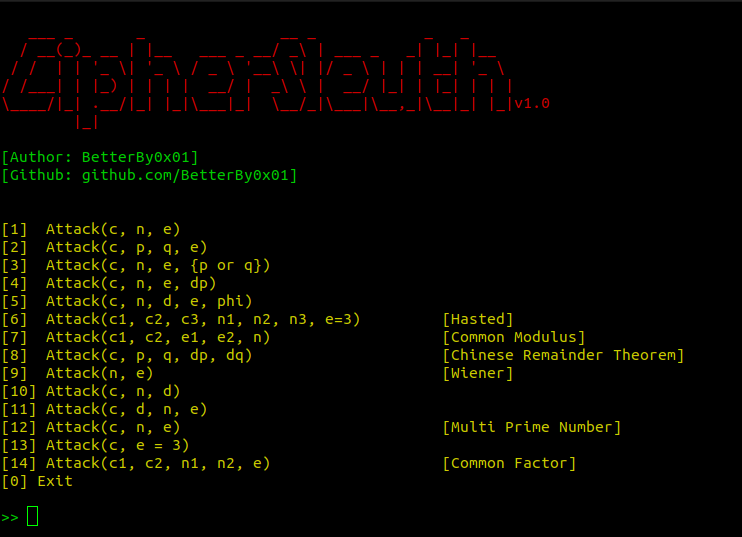 CipherSleuth v1.0
[Author: BetterBy0x01]
[Github: github.com/BetterBy0x01]
[1] Attack(c, n, e)
[2] Attack(c, p, q, e)
[3] Attack(c, n, e, {p or q})
[4] Attack(c, n, e, dp)
[5] Attack(c, n, d, e, phi)
[6] Attack(c1, c2, c3, n1, n2, n3, e=3) [Hasted]
[7] Attack(c1, c2, e1, e2, n) [Common Modulus]
[8] Attack(c, p, q, dp, dq) [Chinese Remainder Theorem]
[9] Attack(n, e) [Wiener]
[10] Attack(c, n, d)
[11] Attack(c, d, n, e)
[12] Attack(c, n, e) [Multi Prime Number]
[13] Attack(c, e = 3)
[14] Attack(c1, c2, n1, n2, e) [Common Factor]
[0] Exit
>>